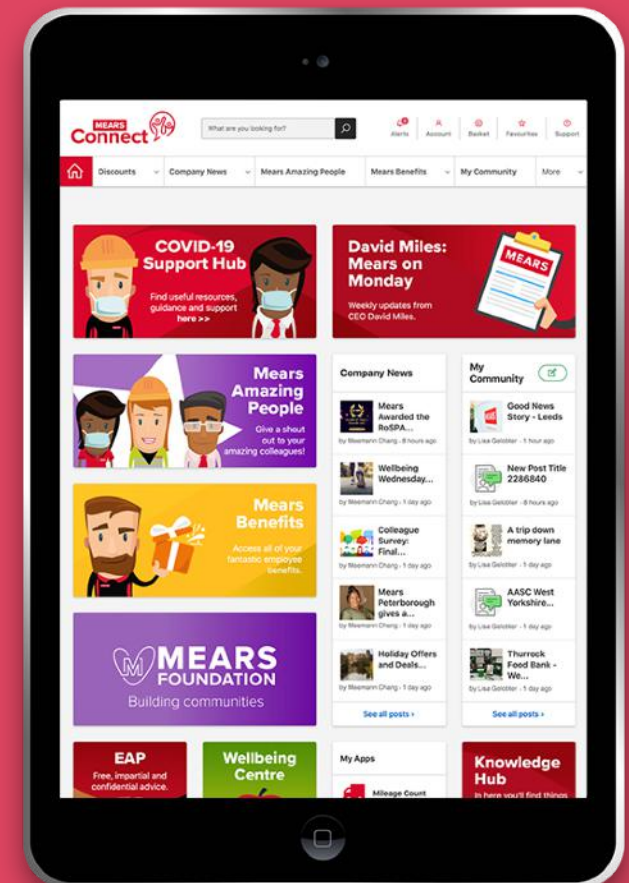 MEARS
Connect
What are you looking for?
Alerts
Account
Basket
Favourites
Support
Discounts
Company News
Mears Amazing People
Mears Benefits
My Community
More
COVID-19
Support Hub
Find useful resources,
guidance and support
here >>
David Miles:
Mears on
Monday
Weekly updates from
CEO David Miles.
MEARS
Mears
Amazing
People
Give a shout
out to your
amazing colleagues!
Mears
Benefits
Access all of your
fantastic employee
benefits.
M
MEARS
FOUNDATION
Building communities
Company News
Mears
Awarded the
RoSPA...
by Meemann Chang - 8 hours ago
Wellbeing
Wednesday...
by Meemann Chang - 1 day ago
Colleague
Survey:
Final...
by Meemann Chang - 1 day ago
Mears
Peterborough
gives a...
by Meemann Chang - 1 day ago
Holiday Offers
and Deals...
by Meemann Chang - 1 day ago
See all posts ›
My
Community
Good News
Story - Leeds
by Lisa Geldbler - 1 hour ago
New Post Title
2286840
by Lisa - 8 hours ago
A trip down
memory lane
by Lisa - 1 day ago
AASC West
Yorkshire...
by Lisa - 1 day ago
Thurrock
Food Bank -
We...
by Lisa - 1 day ago
See all posts ›
EAP
Free, impartial and
confidential advice.
Wellbeing
Centre
My Apps
Mileage Count
Knowledge
Hub
In here you'll find things